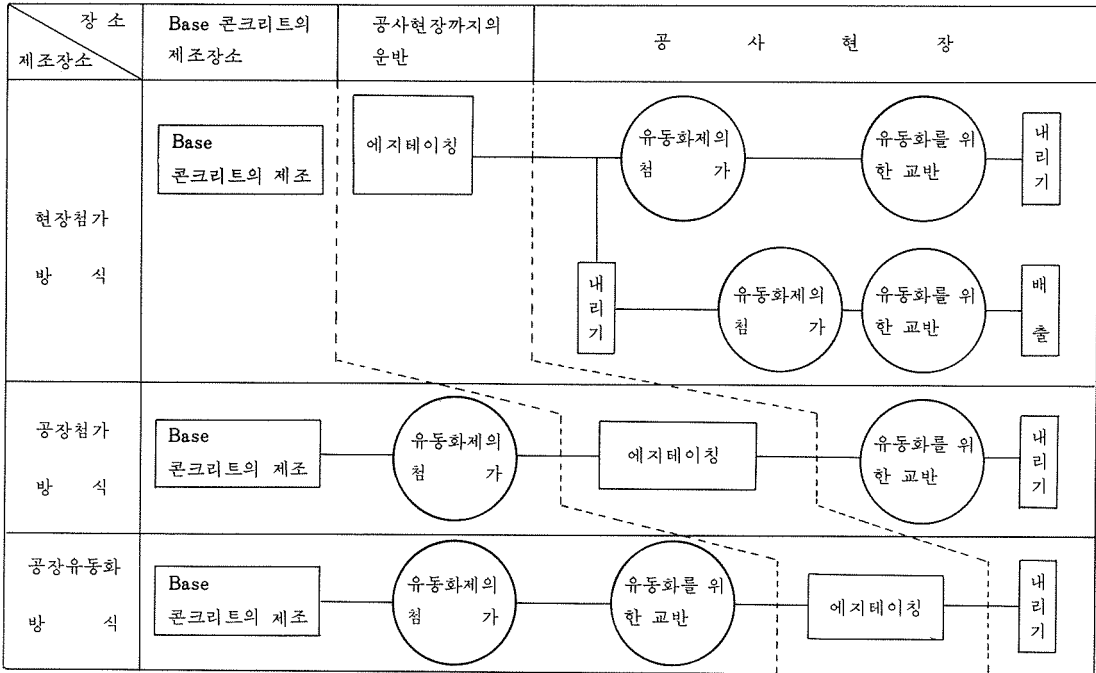 장 소
제조장소
Base 콘크리트의
제조장소
공사현장까지의
운반
공 사 현 장
현장첨가
방 식
Base
콘크리트의 제조
에지테이칭
유동화제의
첨 가
유동화를 위
한 교반
내
리
기
내
리
기
유동화제의
첨 가
유동화를 위
한 교반
배
출
공장첨가
방 식
Base
콘크리트의 제조
유동화제의
첨 가
에지테이칭
유동화를 위
한 교반
내
리
기
공장유동화
방 식
Base
콘크리트의 제조
유동화제의
첨 가
유동화를 위
한 교반
에지테이칭
내
리
기